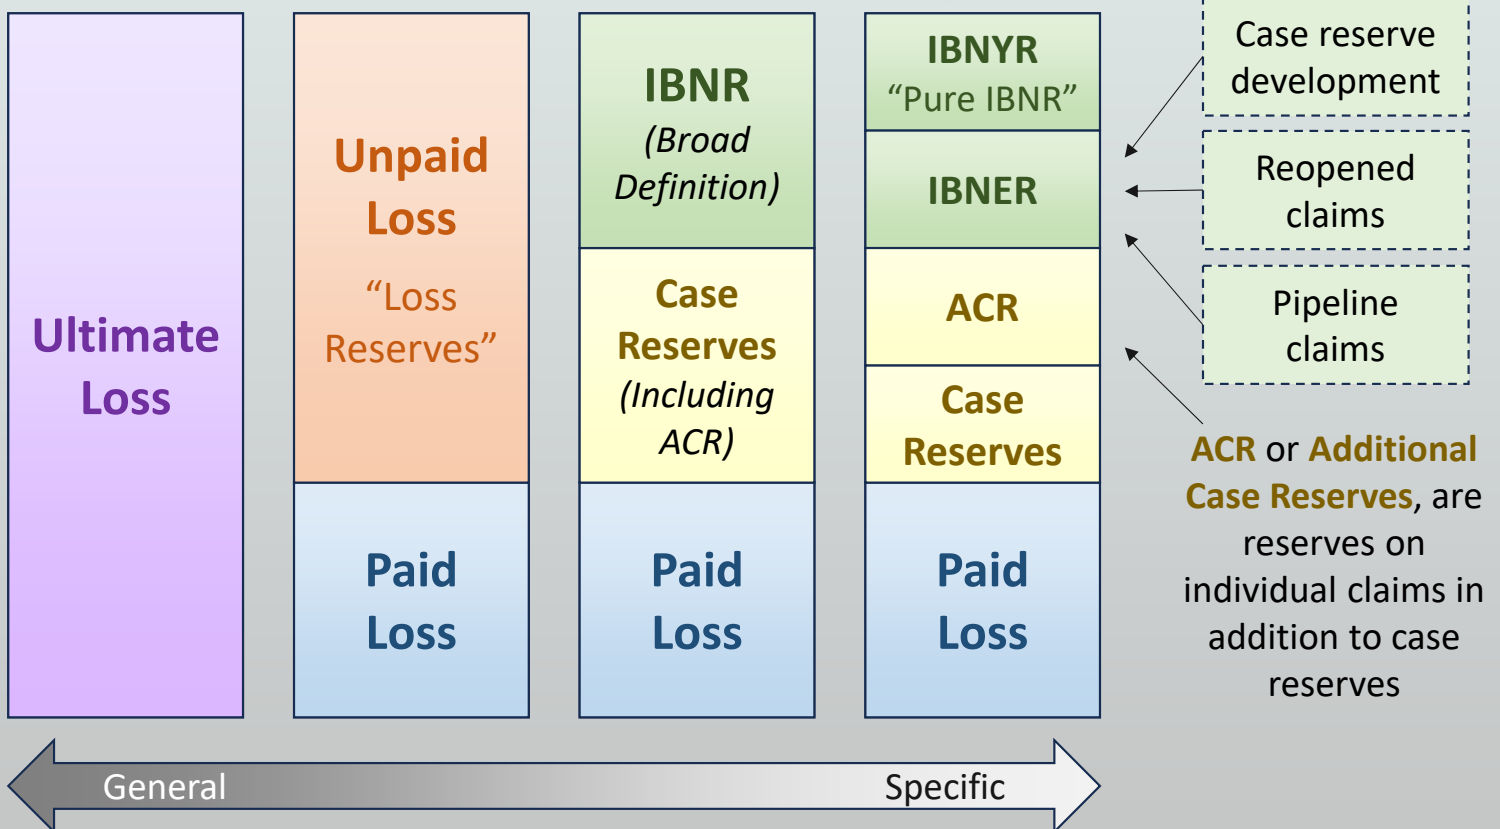 Ultimate
Loss
Unpaid
Loss
“Loss
Reserves”
Paid
Loss
IBNR
(Broad
Definition)
Case
Reserves
(Including
ACR)
Paid
Loss
IBNYR
“Pure IBNR”
IBNER
ACR
Case
Reserves
Paid
Loss
Case reserve
development
Reopened
claims
Pipeline
claims
ACR or Additional
Case Reserves, are
reserves on
individual claims in
addition to case
reserves
General
Specific